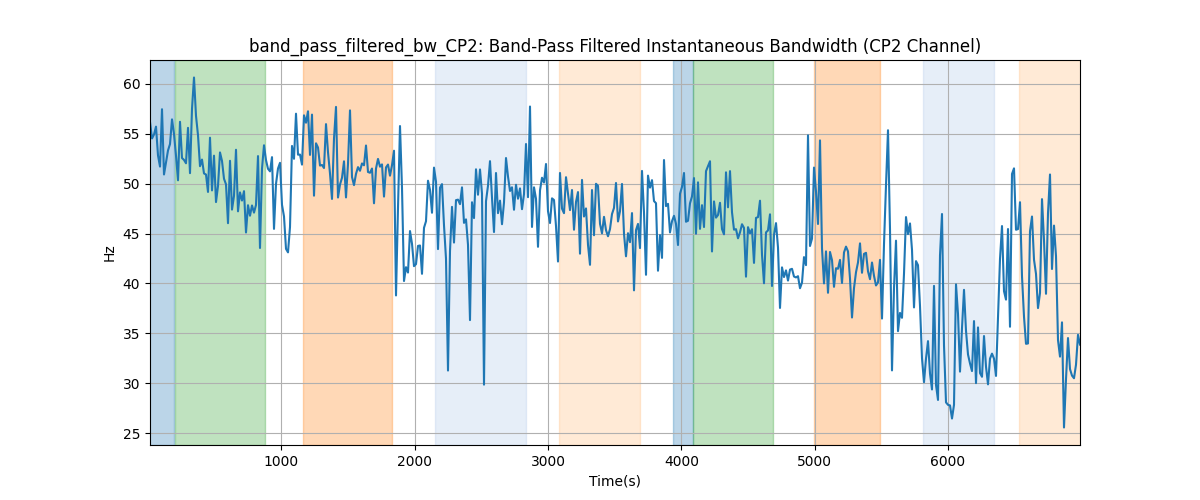 band_pass_filtered_bw_CP2: Band-Pass Filtered Instantaneous Bandwidth (CP2 Channel)
60
55
50
45
40
35
30
25
Hz
1000 2000 3000 4000 5000 6000
Time(s)